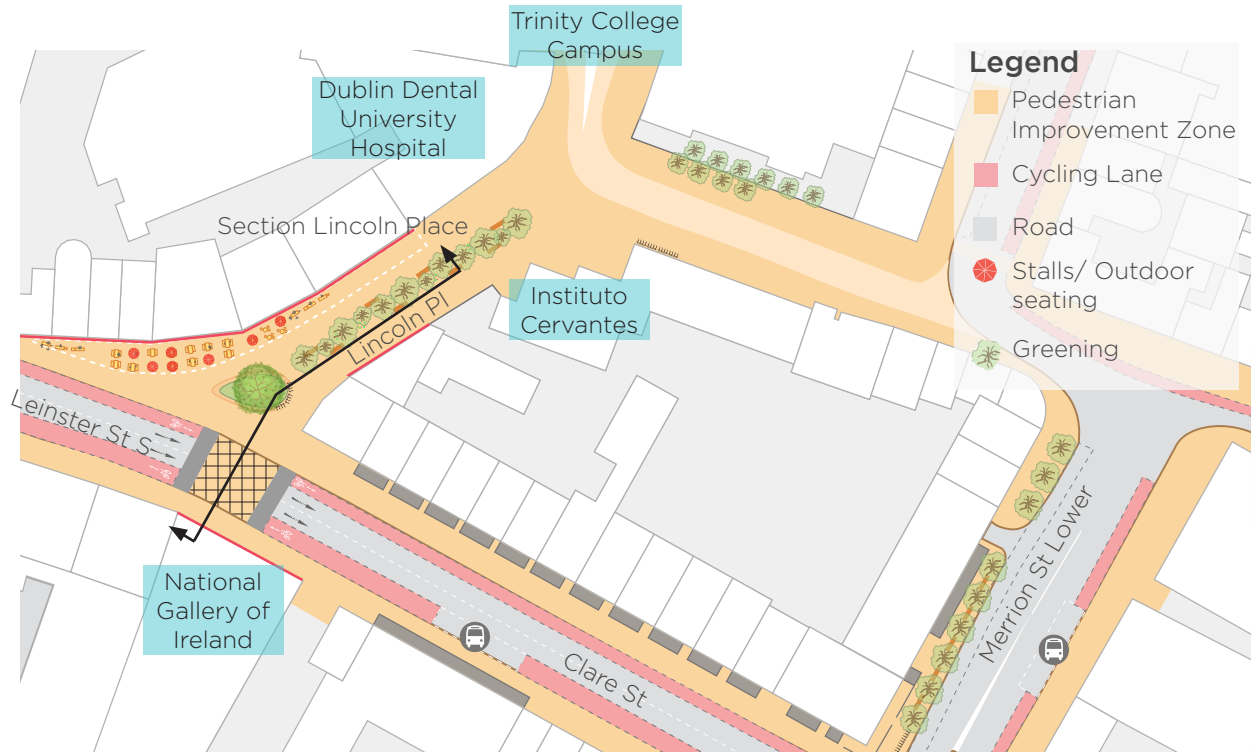 Trinity College
Campus
Legend
Pedestrian
Improvement Zone
Cycling Lane
Road
Stalls/ Outdoor
seating
Greening
Dublin Dental
University
Hospital
Section Lincoln Place
Instituto
Cervantes
Lincoln Pl
Leinster St S
National
Gallery of
Ireland
Clare St
Merrion St Lower